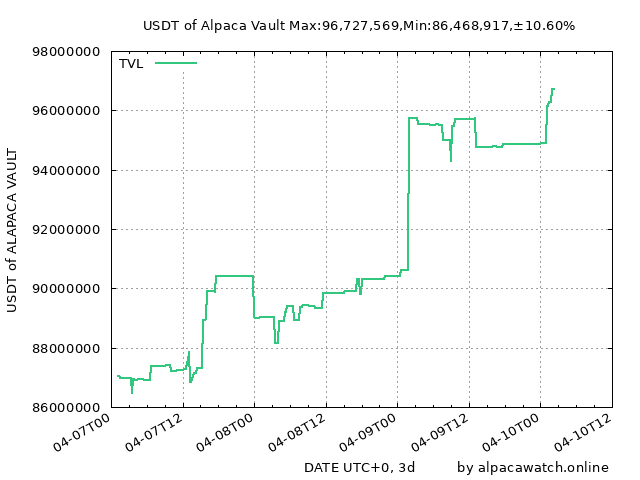 USDT of Alpaca Vault Max:96,727,569,Min:86,468,917,±10.60%
TVL
98000000
96000000
94000000
92000000
90000000
88000000
86000000
USDT of ALAPACA VAULT
04-07T00
04-07T12
04-08T00
04-08T12
04-09T00
04-09T12
04-10T00
04-10T12
DATE UTC+0, 3d
by alpacawatch.online